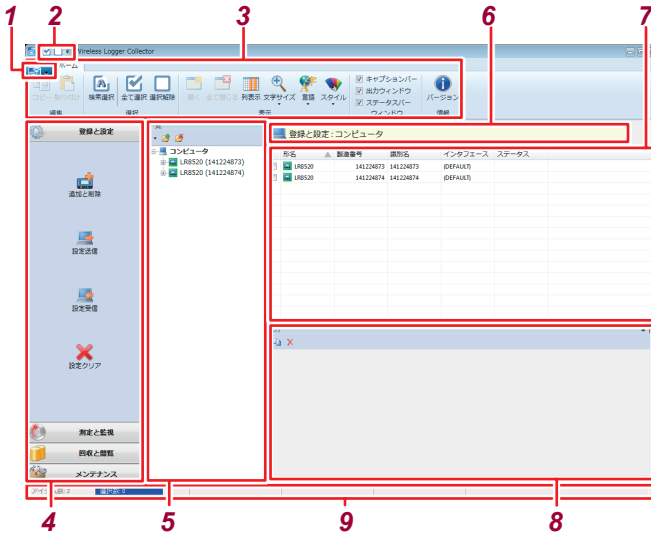 1
2
3
6
7
Wireless Logger Collector
ホーム
コピー 貼り付け 検索選択 全て選択 選択解除 開く 全て閉じる 列表示 文字サイズ 言語 スタイル
キャプションバー
出力ウィンドウ
ステータスバー
バージョン
編集 選択 表示 ウィンドウ 情報
登録と設定
追加と削除
設定送信
設定受信
設定クリア
測定と監視
回収と閲覧
メンテナンス
コンピュータ
LR8520 (141224873)
LR8520 (141224874)
登録と設定:コンピュータ
形名 製造番号 識別名 インタフェース ステータス
LR8520 141224873 141224873 (DEFAULT)
LR8520 141224874 141224874 (DEFAULT)
選択数: 0
4
5
9
8